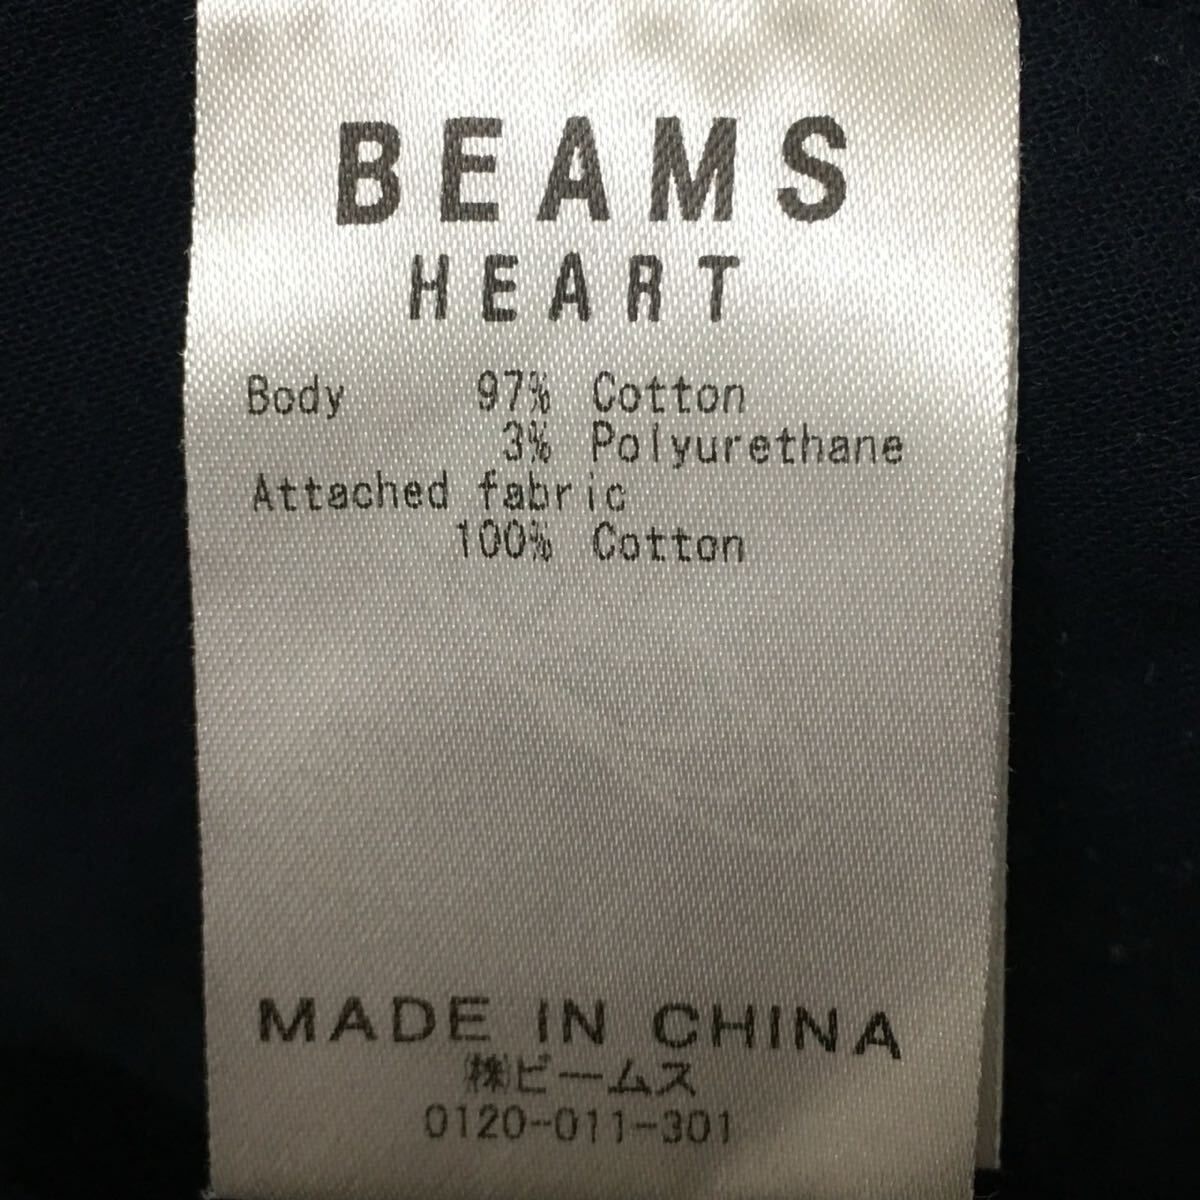 BEAMS
HEART
Body 97% Cotton
3% Polyurethane
Attached fabric
100% Cotton
MADE IN CHINA
㈱ビームス
0120-011-301